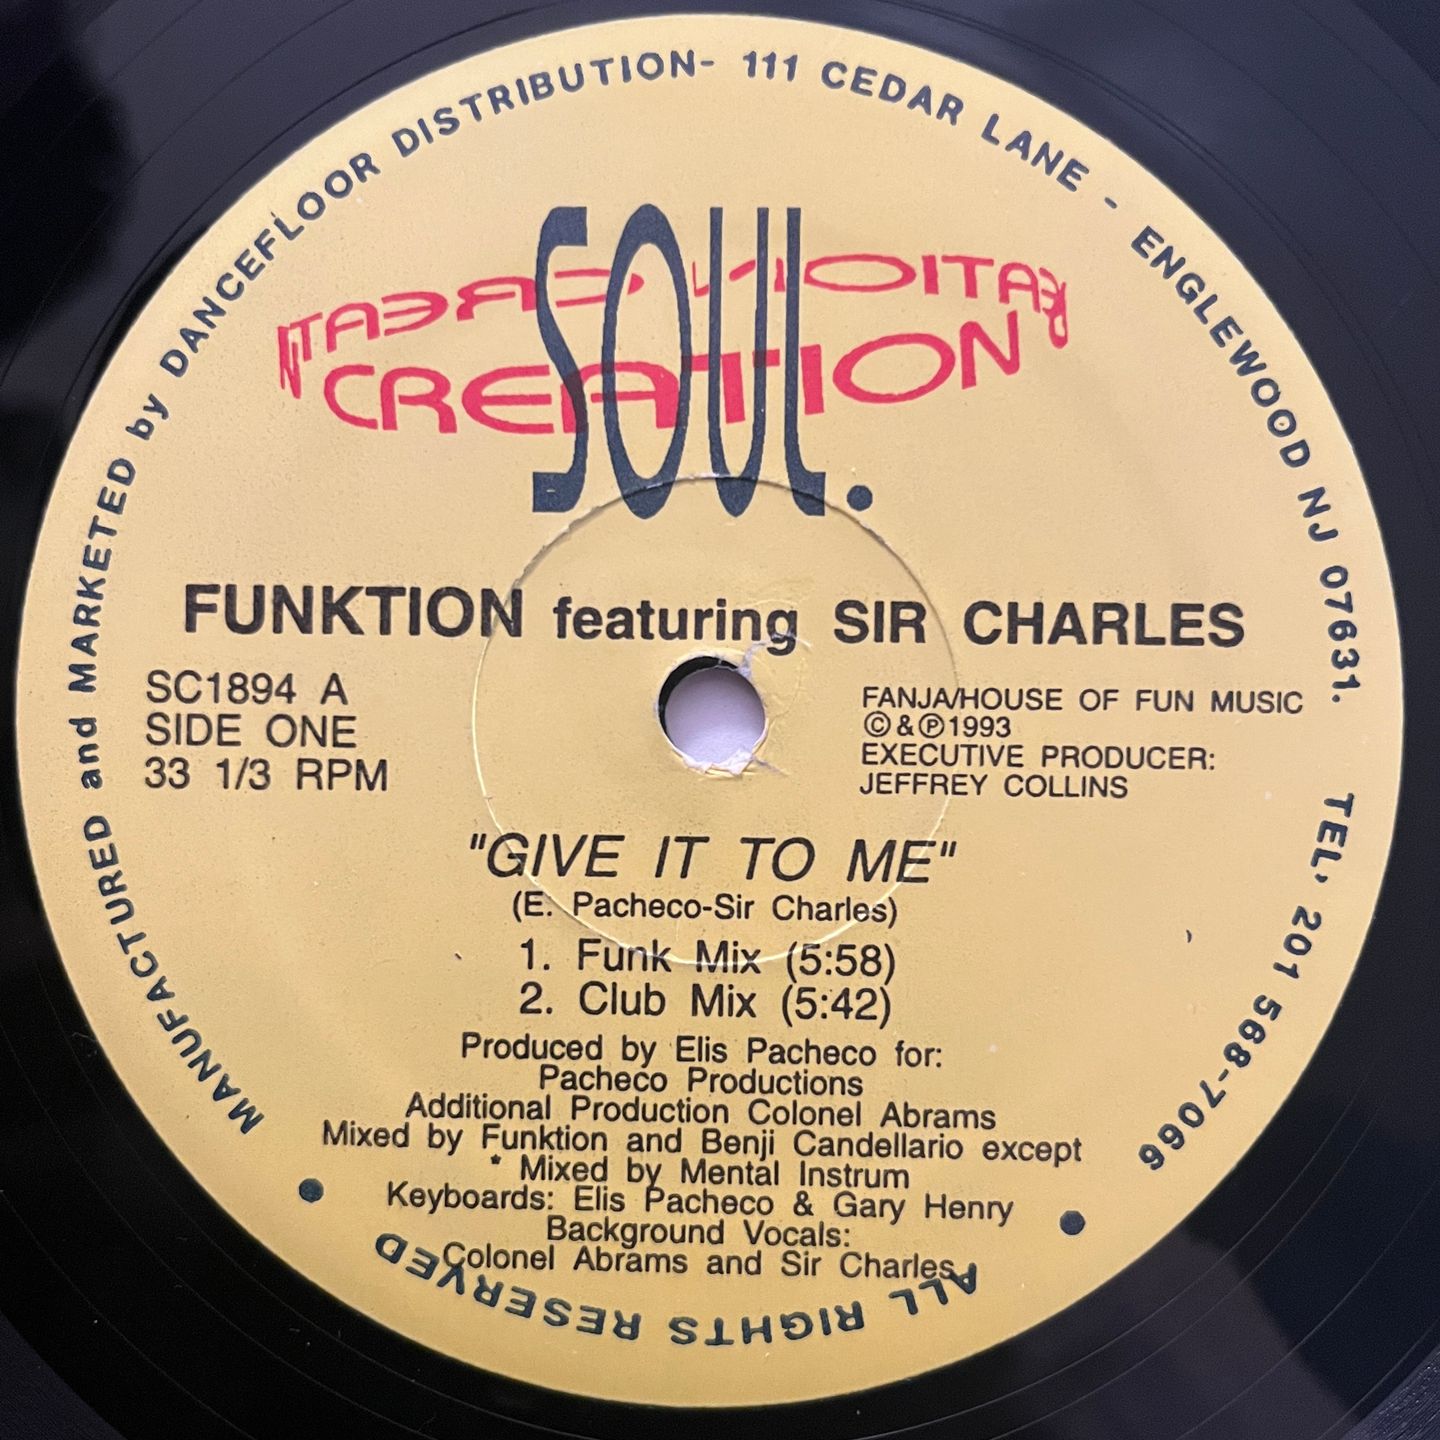 MANUFACTURED and MARKETED by DANCEFLOOR DISTRIBUTION- 111 CEDAR LANE - ENGLEWOOD NJ 07631. TEL, 201 568-7066
SOUL.
CREATION
FUNKTION featuring SIR CHARLES
SC1894 A
SIDE ONE
33 1/3 RPM
FANJA/HOUSE OF FUN MUSIC
©&℗1993
EXECUTIVE PRODUCER:
JEFFREY COLLINS
"GIVE IT TO ME"
(E. Pacheco-Sir Charles)
1. Funk Mix (5:58)
2. Club Mix (5:42)
Produced by Elis Pacheco for:
Pacheco Productions
Additional Production Colonel Abrams
Mixed by Funktion and Benji Candellario except
* Mixed by Mental Instrum
Keyboards: Elis Pacheco & Gary Henry
Background Vocals:
Colonel Abrams and Sir Charles
ALL RIGHTS RESERVED